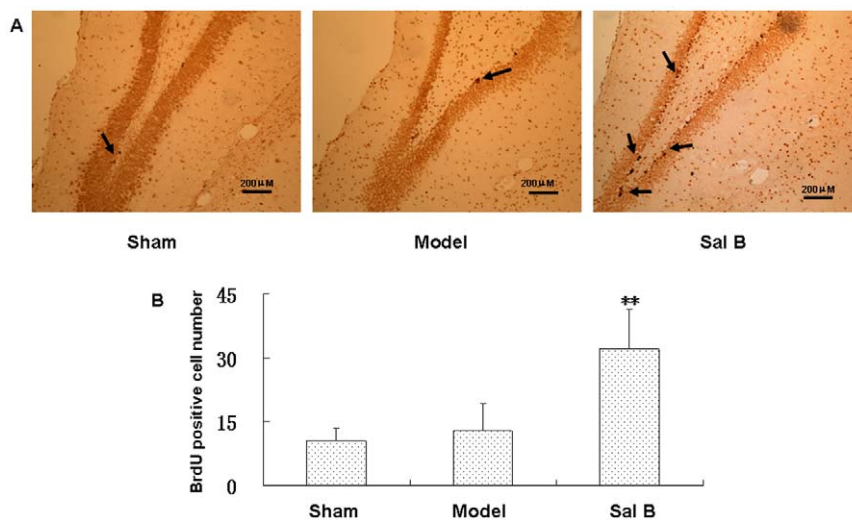 A
200 μM
200 μM
200 μM
Sham
Model
Sal B
B
BrdU positive cell number
45
30
15
0
**
Sham
Model
Sal B